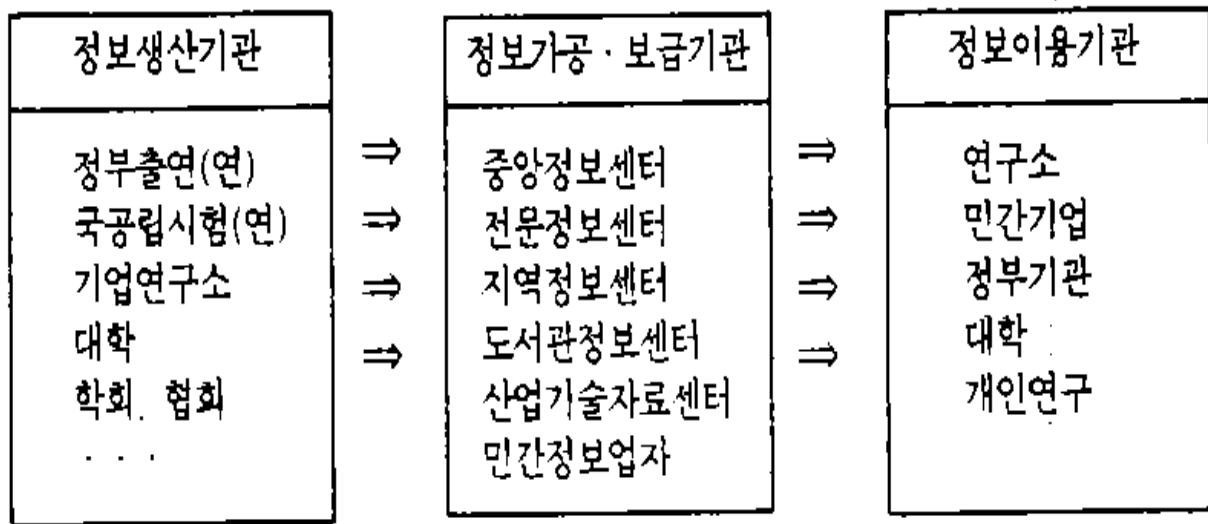 정보생산기관
정부출연(연)
국공립시험(연)
기업연구소
대학
학회. 협회
. . .
⇒
⇒
⇒
⇒
정보가공 · 보급기관
중앙정보센터
전문정보센터
지역정보센터
도서관정보센터
산업기술자료센터
민간정보업자
⇒
⇒
⇒
⇒
정보이용기관
연구소
민간기업
정부기관
대학
개인연구